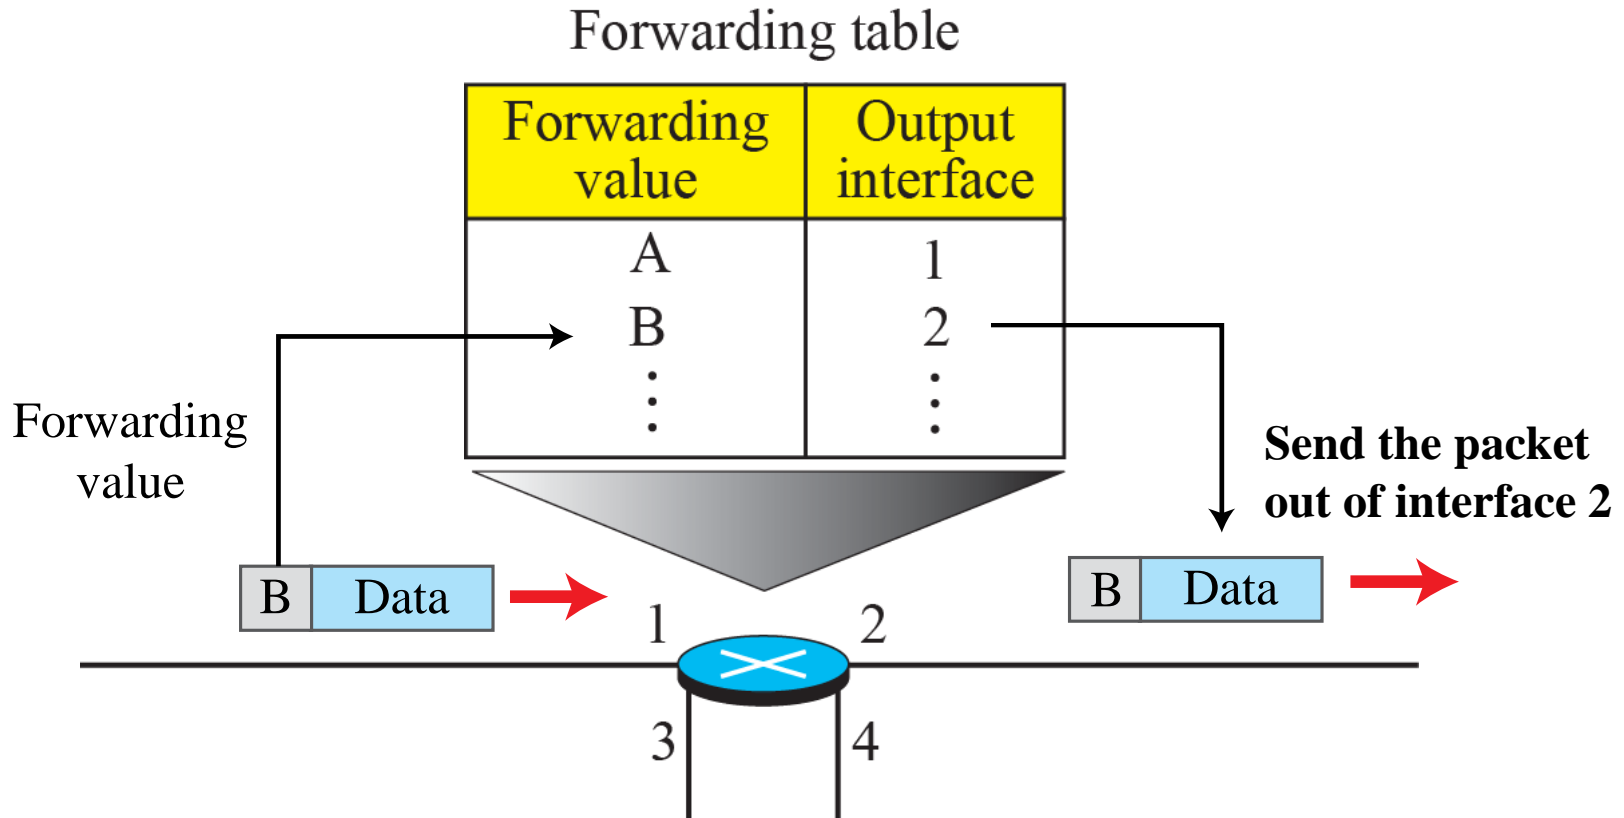 Forwarding table
Forwarding value
Output interface
A 1
B 2
Forwarding
value
Send the packet
out of interface 2
B Data
B Data
1 2
3 4